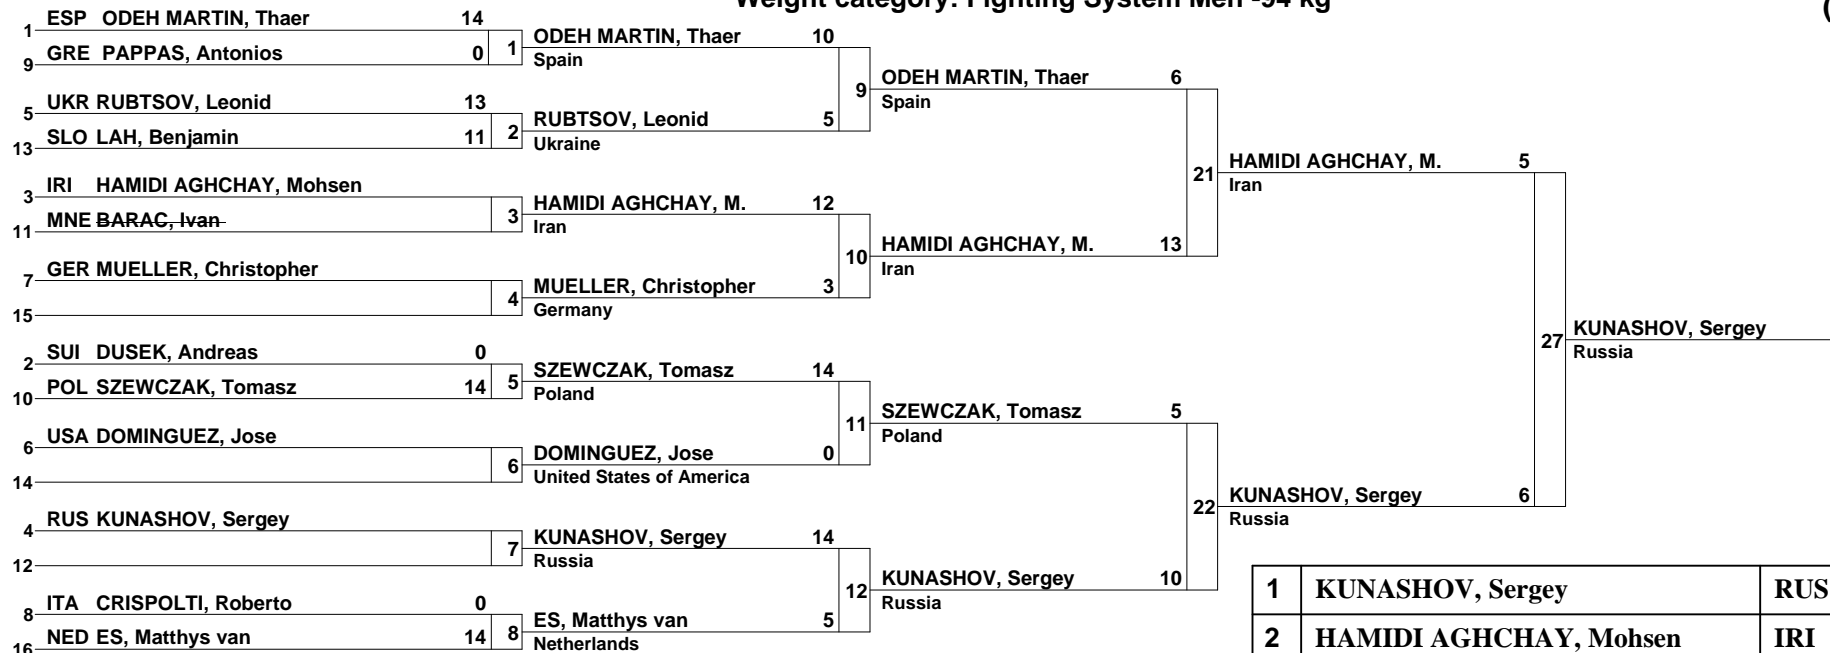 Weight category: Fighting System Men -94 kg
(
1 ESP ODEH MARTIN, Thaer 14
9 GRE PAPPAS, Antonios 0
1 ODEH MARTIN, Thaer 10
Spain
5 UKR RUBTSOV, Leonid 13
13 SLO LAH, Benjamin 11
2 RUBTSOV, Leonid 5
Ukraine
3 IRI HAMIDI AGHCHAY, Mohsen
11 MNE BARAC, Ivan
3 HAMIDI AGHCHAY, M. 12
Iran
7 GER MUELLER, Christopher
15
4 MUELLER, Christopher 3
Germany
2 SUI DUSEK, Andreas 0
10 POL SZEWCZAK, Tomasz 14
5 SZEWCZAK, Tomasz 14
Poland
6 USA DOMINGUEZ, Jose
14
6 DOMINGUEZ, Jose 0
United States of America
4 RUS KUNASHOV, Sergey
12
7 KUNASHOV, Sergey 14
Russia
8 ITA CRISPOLTI, Roberto 0
16 NED ES, Matthys van 14
8 ES, Matthys van 5
Netherlands
9 ODEH MARTIN, Thaer 6
Spain
10 HAMIDI AGHCHAY, M. 13
Iran
11 SZEWCZAK, Tomasz 5
Poland
12 KUNASHOV, Sergey 10
Russia
21 HAMIDI AGHCHAY, M. 5
Iran
22 KUNASHOV, Sergey 6
Russia
27 KUNASHOV, Sergey
Russia
1 KUNASHOV, Sergey RUS
2 HAMIDI AGHCHAY, Mohsen IRI